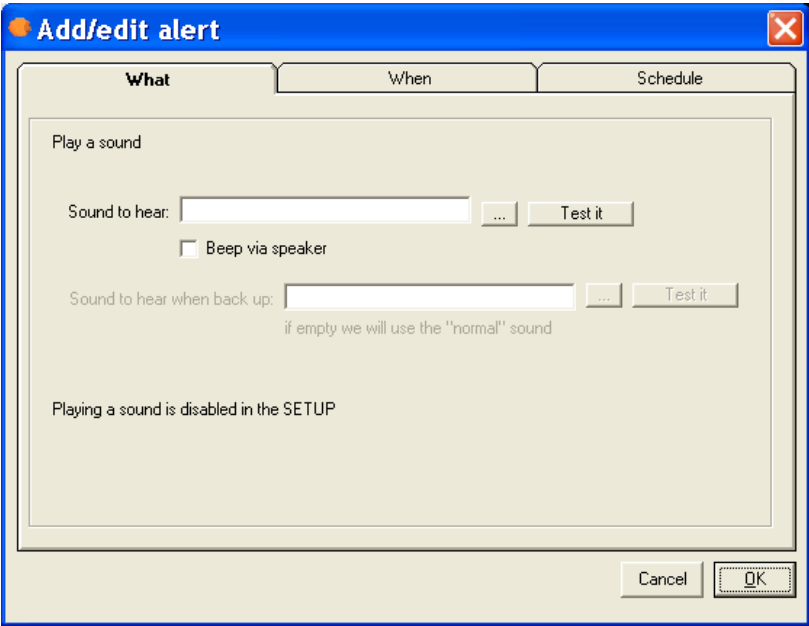 Add/edit alert
What When Schedule
Play a sound
Sound to hear: ... Test it
Beep via speaker
Sound to hear when back up: ... Test it
if empty we will use the "normal" sound
Playing a sound is disabled in the SETUP
Cancel OK